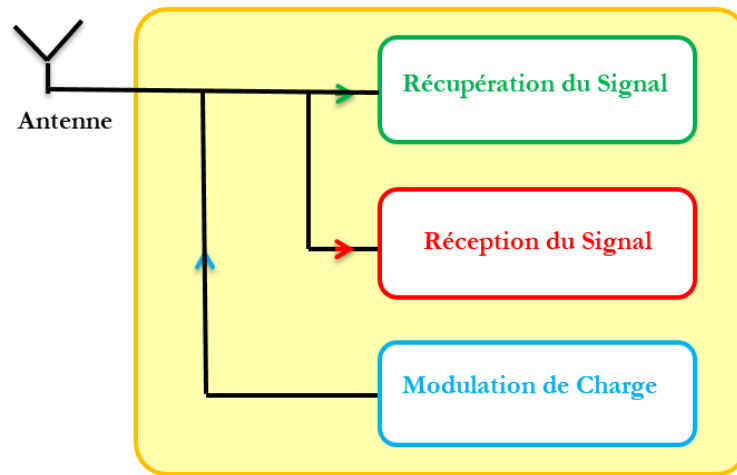 Récupération du Signal
Antenne
Réception du Signal
Modulation de Charge